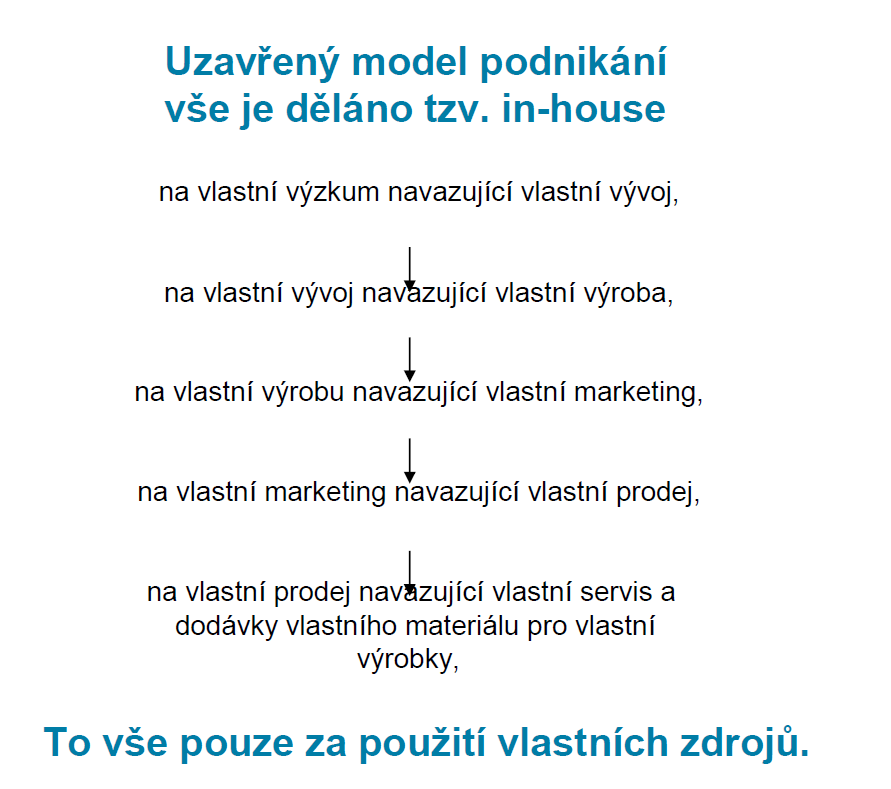 Uzavřený model podnikání
vše je děláno tzv. in-house
na vlastní výzkum navazující vlastní vývoj,
na vlastní vývoj navazující vlastní výroba,
na vlastní výrobu navazující vlastní marketing,
na vlastní marketing navazující vlastní prodej,
na vlastní prodej navazující vlastní servis a
dodávky vlastního materiálu pro vlastní
výrobky,
To vše pouze za použití vlastních zdrojů.